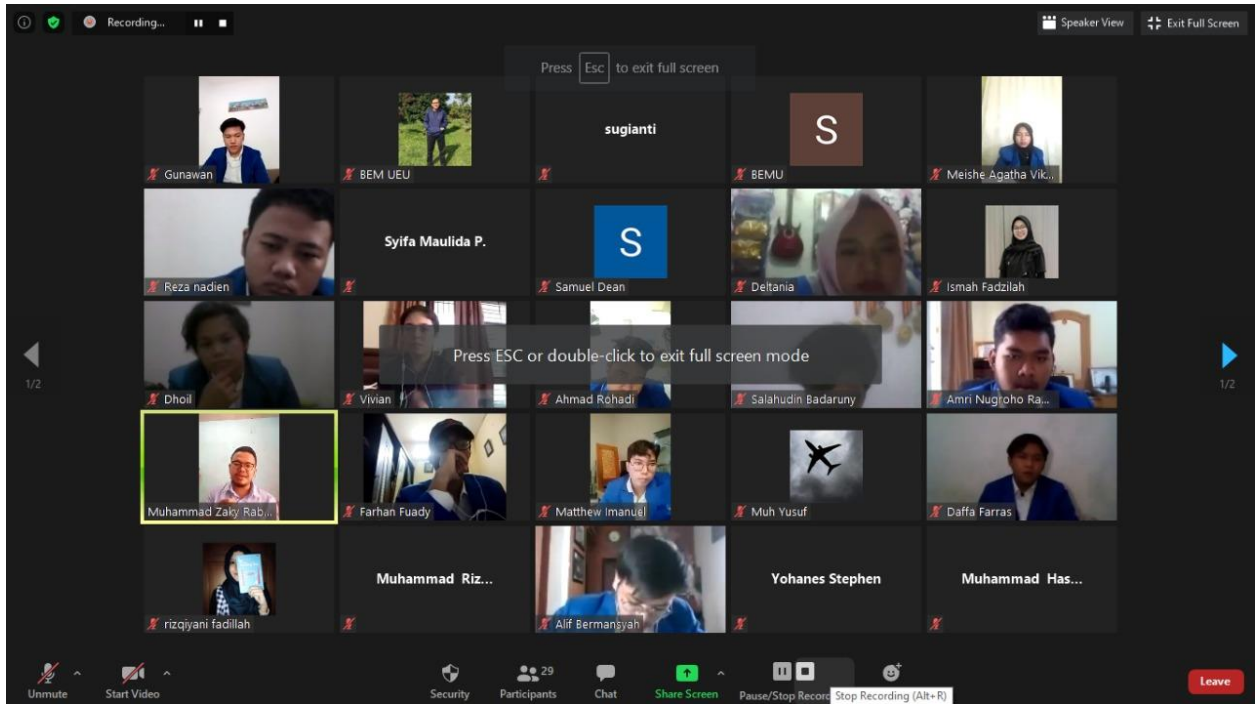 Recording...
Speaker View
Exit Full Screen
Press Esc to exit full screen
Gunawan
BEM UEU
sugianti
S
BEMU
Meishe Agatha Vik...
Reza nadien
Syifa Maulida P.
S
Samuel Dean
Deltania
Ismah Fadzilah
1/2
Press ESC or double-click to exit full screen mode
1/2
Dhoil
Vivian
Ahmad Rohadi
Salahudin Badaruny
Amri Nugroho Ra...
Muhammad Zaky Rab...
Farhan Fuady
Matthew Imanuel
Muh Yusuf
Daffa Farras
rizqiyani fadillah
Muhammad Riz...
Alif Bermansyah
Yohanes Stephen
Muhammad Has...
Unmute
Start Video
Security
Participants
29
Chat
Share Screen
Pause/Stop Record
Stop Recording (Alt+R)
Leave